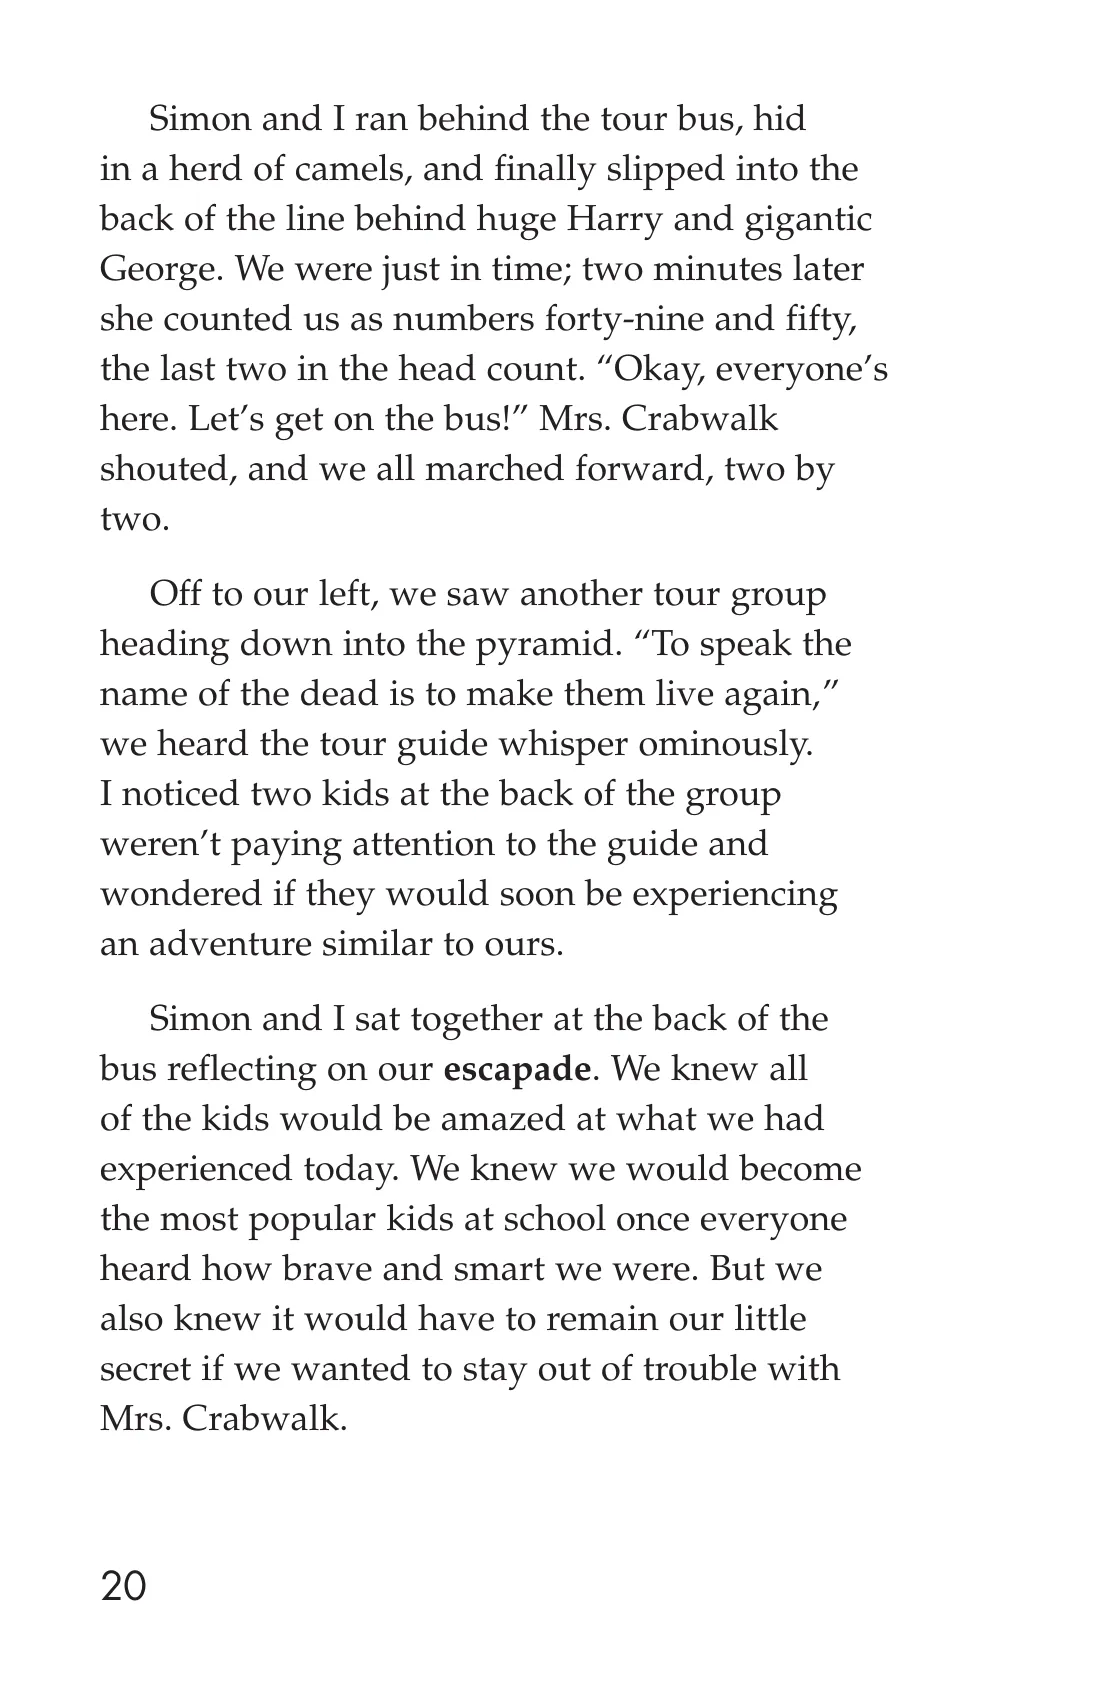 Simon and I ran behind the tour bus, hid
in a herd of camels, and finally slipped into the
back of the line behind huge Harry and gigantic
George. We were just in time; two minutes later
she counted us as numbers forty-nine and fifty,
the last two in the head count. “Okay, everyone’s
here. Let’s get on the bus!” Mrs. Crabwalk
shouted, and we all marched forward, two by
two.
Off to our left, we saw another tour group
heading down into the pyramid. “To speak the
name of the dead is to make them live again,”
we heard the tour guide whisper ominously.
I noticed two kids at the back of the group
weren’t paying attention to the guide and
wondered if they would soon be experiencing
an adventure similar to ours.
Simon and I sat together at the back of the
bus reflecting on our escapade. We knew all
of the kids would be amazed at what we had
experienced today. We knew we would become
the most popular kids at school once everyone
heard how brave and smart we were. But we
also knew it would have to remain our little
secret if we wanted to stay out of trouble with
Mrs. Crabwalk.
20